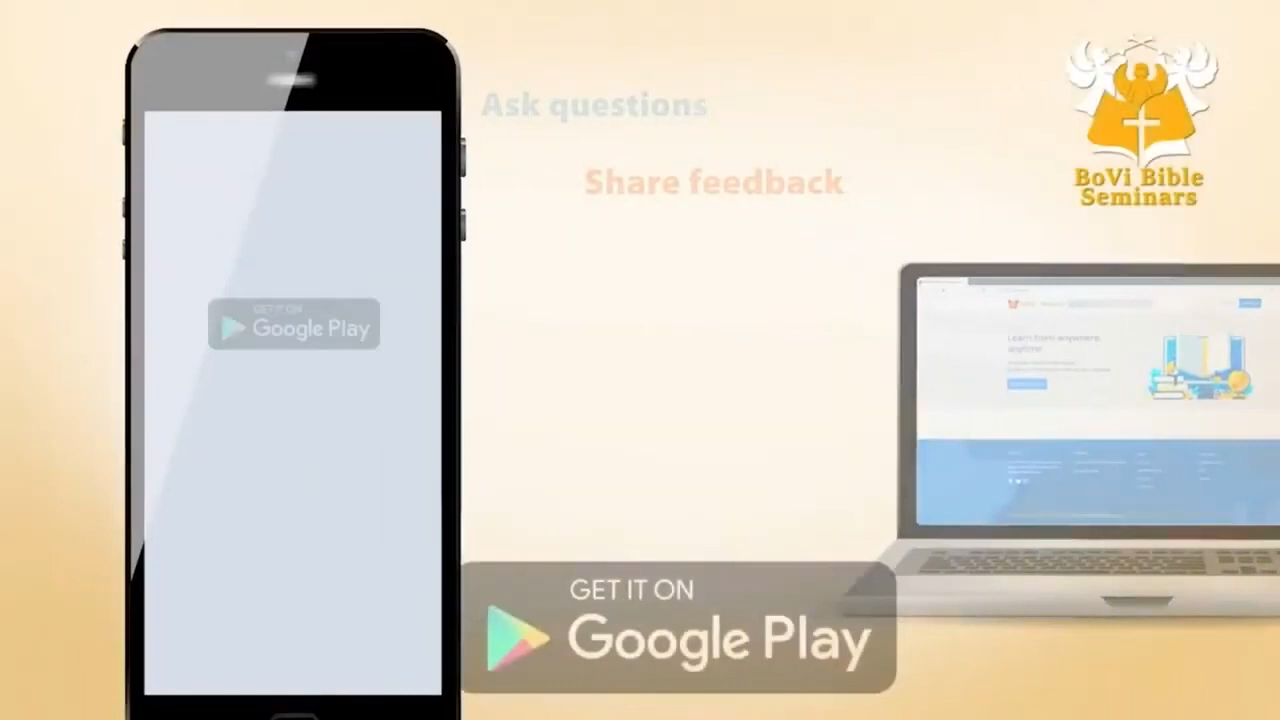 Ask questions
Share feedback
BoVi Bible
Seminars
GET IT ON
Google Play
Learn from anywhere,
anytime
GET IT ON
Google Play